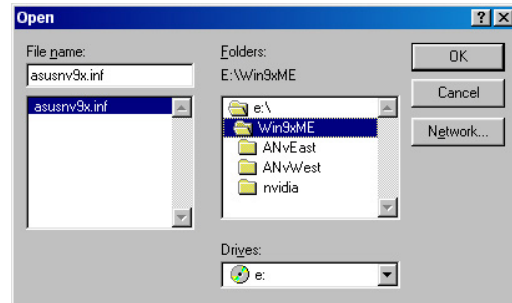 Open
File name:
asusnv9x.inf
asusnv9x.inf
Folders:
E:\Win9xME
e:\
Win9xME
ANvEast
ANvWest
nvidia
Drives:
e:
OK
Cancel
Network...